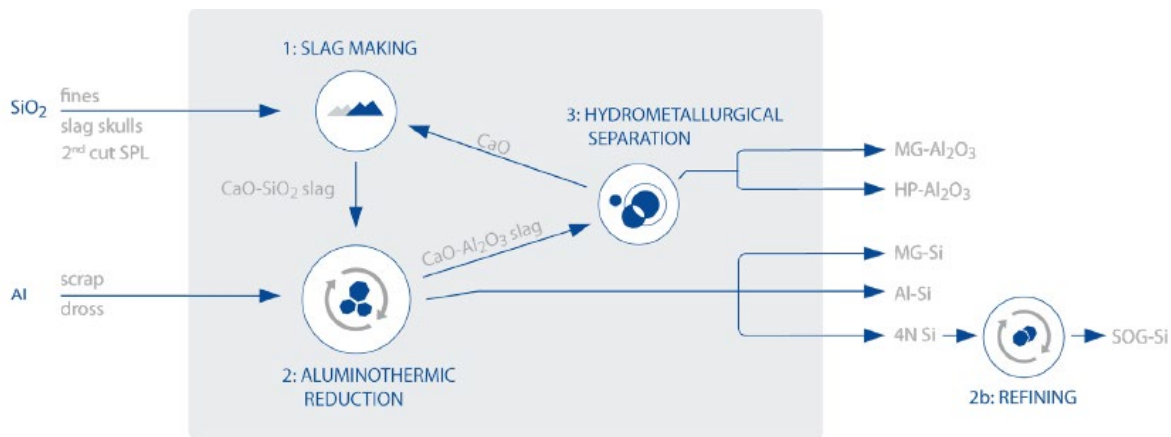 1: SLAG MAKING
SiO₂
fines
slag skulls
2ⁿᵈ cut SPL
3: HYDROMETALLURGICAL
SEPARATION
CaO
MG-Al₂O₃
HP-Al₂O₃
CaO-SiO₂ slag
CaO-Al₂O₃ slag
MG-Si
Al
scrap
dross
Al-Si
4N Si
SOG-Si
2: ALUMINOTHERMIC
REDUCTION
2b: REFINING